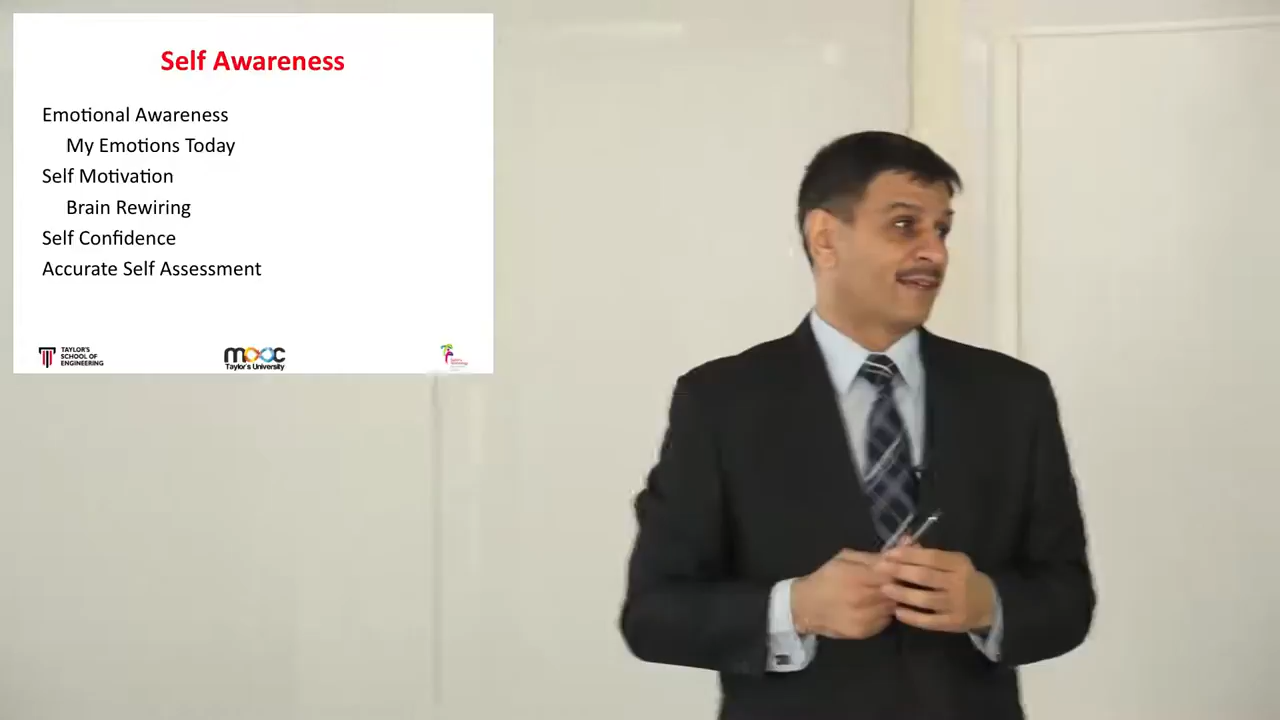 Self Awareness
Emotional Awareness
My Emotions Today
Self Motivation
Brain Rewiring
Self Confidence
Accurate Self Assessment
TAYLOR'S
SCHOOL OF
ENGINEERING
mooc
Taylor's University